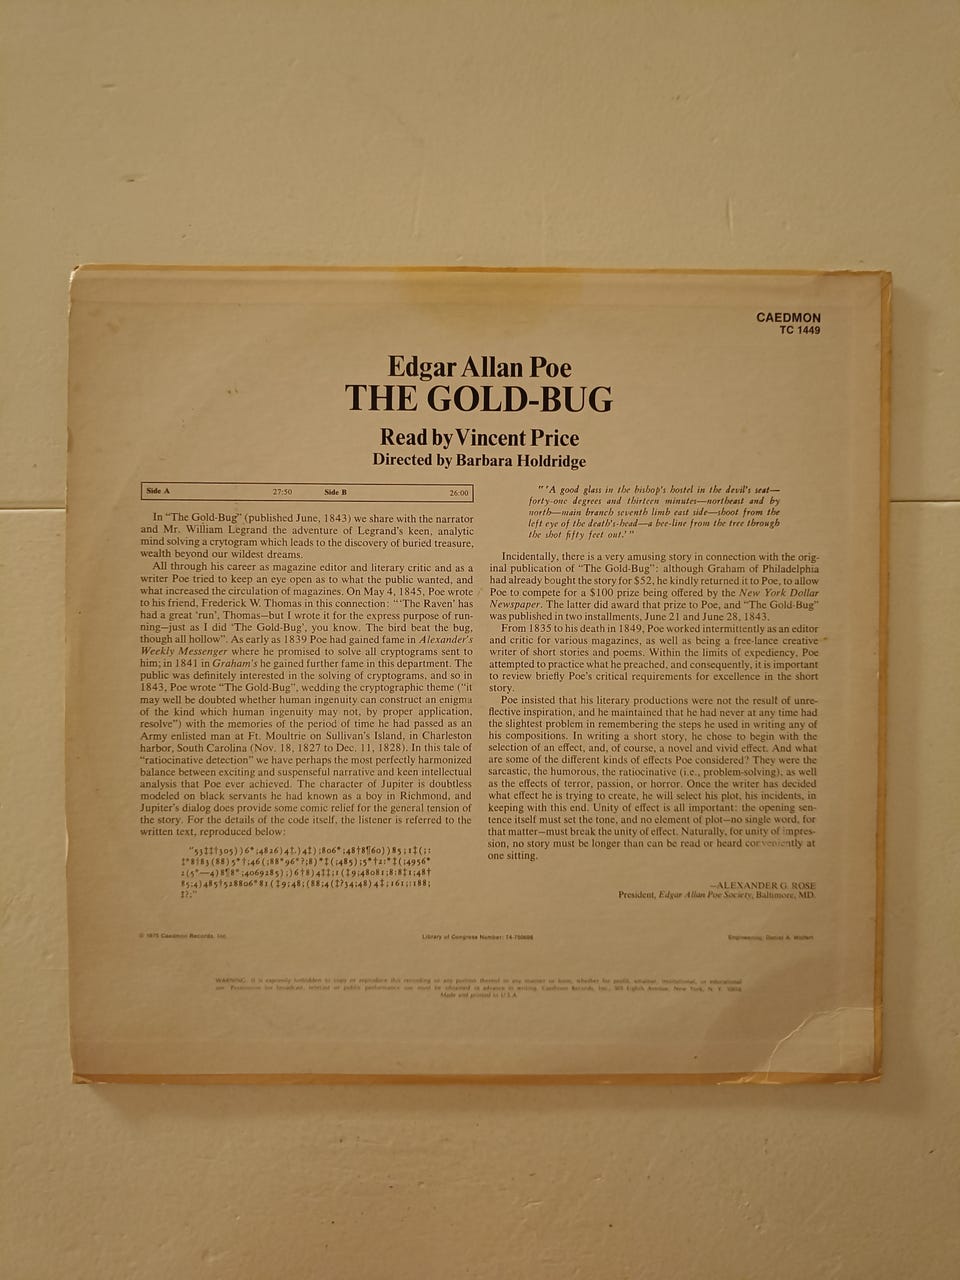 CAEDMON
TC 1449
Edgar Allan Poe
THE GOLD-BUG
Read by Vincent Price
Directed by Barbara Holdridge
Side A 27:50 Side B 26:00
In “The Gold-Bug” (published June, 1843) we share with the narrator
and Mr. William Legrand the adventure of Legrand's keen, analytic
mind solving a crytogram which leads to the discovery of buried treasure,
wealth beyond our wildest dreams.
All through his career as magazine editor and literary critic and as a
writer Poe tried to keep an eye open as to what the public wanted, and
what increased the circulation of magazines. On May 4, 1845, Poe wrote
to his friend, Frederick W. Thomas in this connection: “‘The Raven’ has
had a great ‘run’, Thomas—but I wrote it for the express purpose of run-
ning—just as I did ‘The Gold-Bug’, you know. The bird beat the bug,
though all hollow”. As early as 1839 Poe had gained fame in Alexander's
Weekly Messenger where he promised to solve all cryptograms sent to
him; in 1841 in Graham's he gained further fame in this department. The
public was definitely interested in the solving of cryptograms, and so in
1843, Poe wrote “The Gold-Bug”, wedding the cryptographic theme (“it
may well be doubted whether human ingenuity can construct an enigma
of the kind which human ingenuity may not, by proper application,
resolve”) with the memories of the period of time he had passed as an
Army enlisted man at Ft. Moultrie on Sullivan's Island, in Charleston
harbor, South Carolina (Nov. 18, 1827 to Dec. 11, 1828). In this tale of
“ratiocinative detection” we have perhaps the most perfectly harmonized
balance between exciting and suspenseful narrative and keen intellectual
analysis that Poe ever achieved. The character of Jupiter is doubtless
modeled on black servants he had known as a boy in Richmond, and
Jupiter's dialog does provide some comic relief for the general tension of
the story. For the details of the code itself, the listener is referred to the
written text, reproduced below:
“‘A good glass in the bishop's hostel in the devil's seat—
forty-one degrees and thirteen minutes—northeast and by
north—main branch seventh limb east side—shoot from the
left eye of the death's-head—a bee-line from the tree through
the shot fifty feet out.’”
Incidentally, there is a very amusing story in connection with the orig-
inal publication of “The Gold-Bug”: although Graham of Philadelphia
had already bought the story for $52, he kindly returned it to Poe, to allow
Poe to compete for a $100 prize being offered by the New York Dollar
Newspaper. The latter did award that prize to Poe, and “The Gold-Bug”
was published in two installments, June 21 and June 28, 1843.
From 1835 to his death in 1849, Poe worked intermittently as an editor
and critic for various magazines, as well as being a free-lance creative
writer of short stories and poems. Within the limits of expediency, Poe
attempted to practice what he preached, and consequently, it is important
to review briefly Poe's critical requirements for excellence in the short
story.
Poe insisted that his literary productions were not the result of unre-
flective inspiration, and he maintained that he had never at any time had
the slightest problem in remembering the steps he used in writing any of
his compositions. In writing a short story, he chose to begin with the
selection of an effect, and, of course, a novel and vivid effect. And what
are some of the different kinds of effects Poe considered? They were the
sarcastic, the humorous, the ratiocinative (i.e., problem-solving), as well
as the effects of terror, passion, or horror. Once the writer has decided
what effect he is trying to create, he will select his plot, his incidents, in
keeping with this end. Unity of effect is all important: the opening sen-
tence itself must set the tone, and no element of plot—no single word, for
that matter—must break the unity of effect. Naturally, for unity of impres-
sion, no story must be longer than can be read or heard conveniently at
one sitting.
—ALEXANDER G. ROSE
President, Edgar Allan Poe Society, Baltimore, MD.
© 1975 Caedmon Records, Inc.
Library of Congress Number: 74-750698
Made and printed in U.S.A.